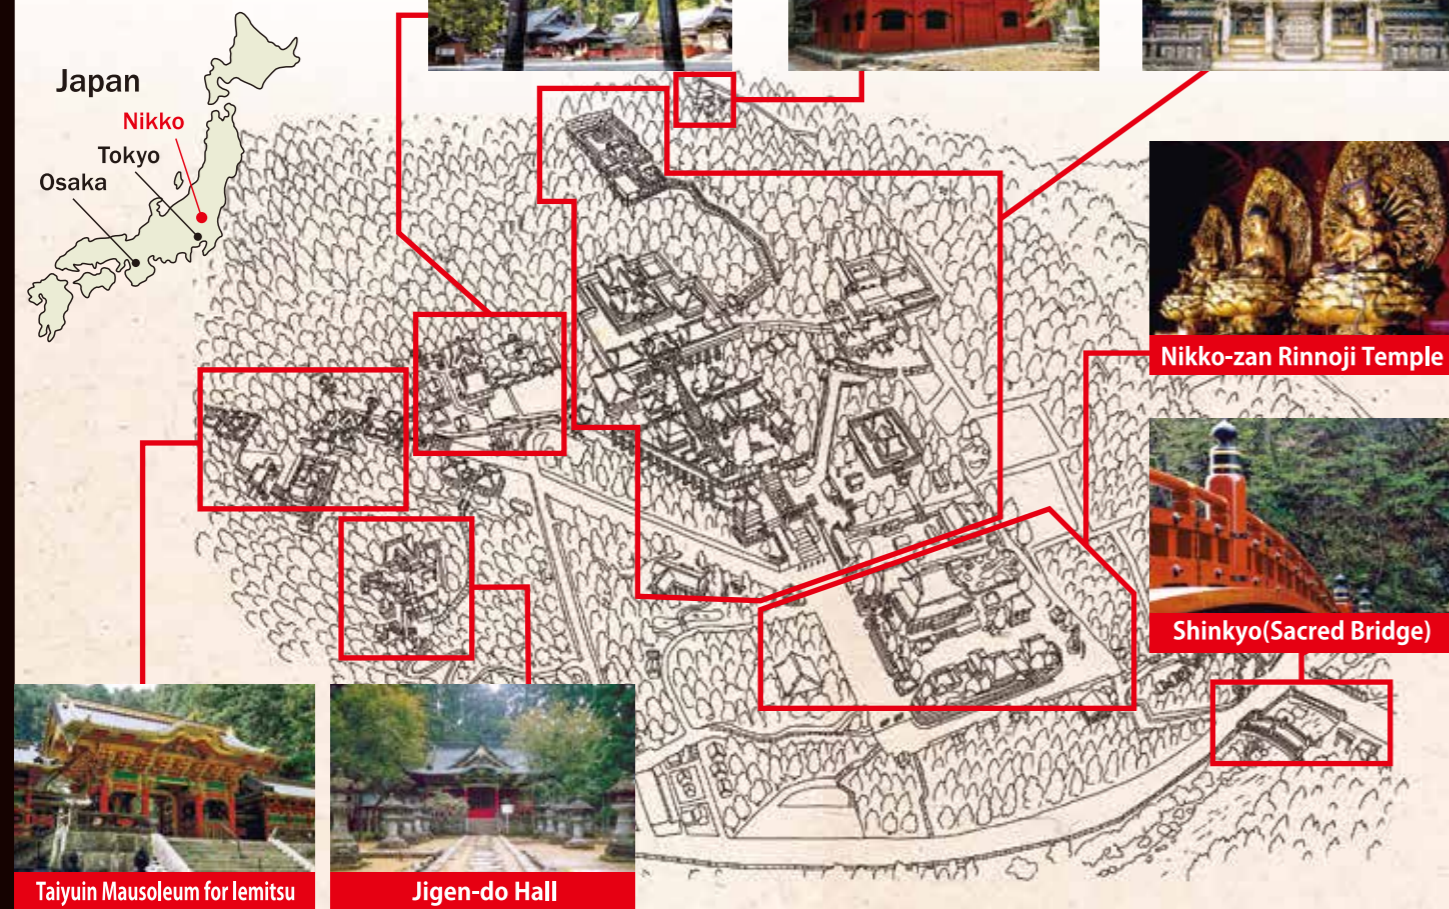 Japan
Nikko
Tokyo
Osaka
Nikko-zan Rinnoji Temple
Shinkyo(Sacred Bridge)
Taiyuin Mausoleum for Iemitsu
Jigen-do Hall